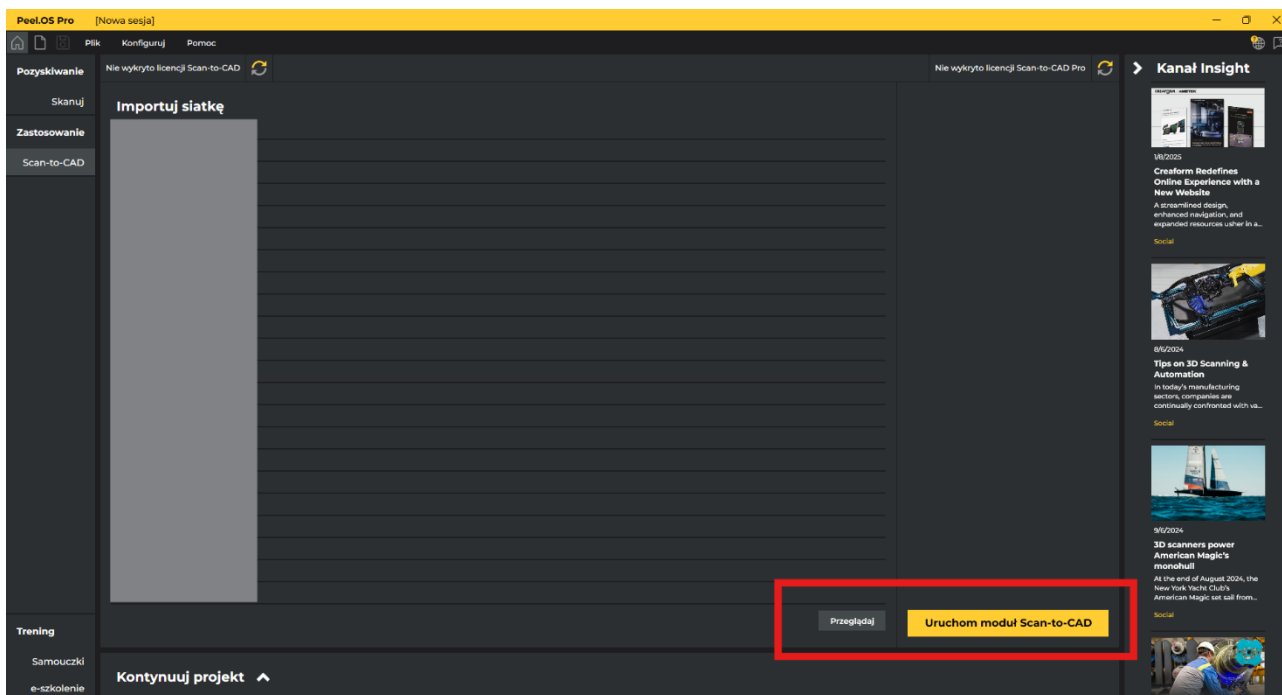 Peel.OS Pro [Nowa sesja]
Plik Konfiguruj Pomoc
Pozyskiwanie
Skanuj
Zastosowanie
Scan-to-CAD
Nie wykryto licencji Scan-to-CAD
Nie wykryto licencji Scan-to-CAD Pro
Importuj siatkę
Przeglądaj
Uruchom moduł Scan-to-CAD
Kontynuuj projekt
Trening
Samouczki
e-szkolenie
Kanał Insight
1/8/2025
Creaform Redefines
Online Experience with a
New Website
A streamlined design,
enhanced navigation, and
expanded resources usher in a...
Social
8/6/2024
Tips on 3D Scanning &
Automation
In today's manufacturing
sectors, companies are
continually confronted with va...
Social
9/6/2024
3D scanners power
American Magic's
monohull
At the end of August 2024, the
New York Yacht Club's
American Magic set sail from...
Social